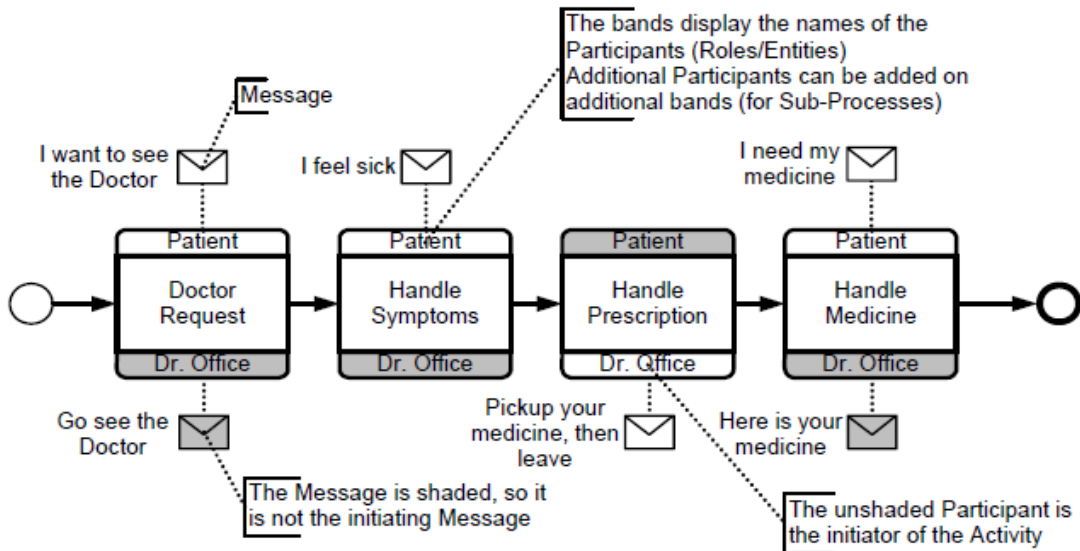 The bands display the names of the
Participants (Roles/Entities)
Additional Participants can be added on
additional bands (for Sub-Processes)
Message
I want to see
the Doctor
I feel sick
I need my
medicine
Patient
Patient
Patient
Patient
Doctor
Request
Handle
Symptoms
Handle
Prescription
Handle
Medicine
Dr. Office
Dr. Office
Dr. Office
Dr. Office
Go see the
Doctor
Pickup your
medicine, then
leave
Here is your
medicine
The Message is shaded, so it
is not the initiating Message
The unshaded Participant is
the initiator of the Activity